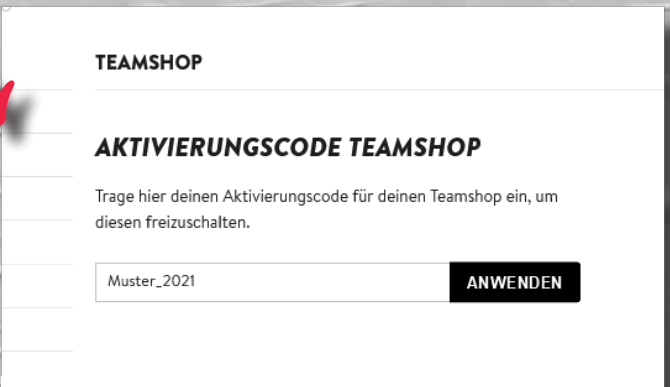 TEAMSHOP
AKTIVIERUNGSCODE TEAMSHOP
Trage hier deinen Aktivierungscode für deinen Teamshop ein, um
diesen freizuschalten.
Muster_2021 ANWENDEN